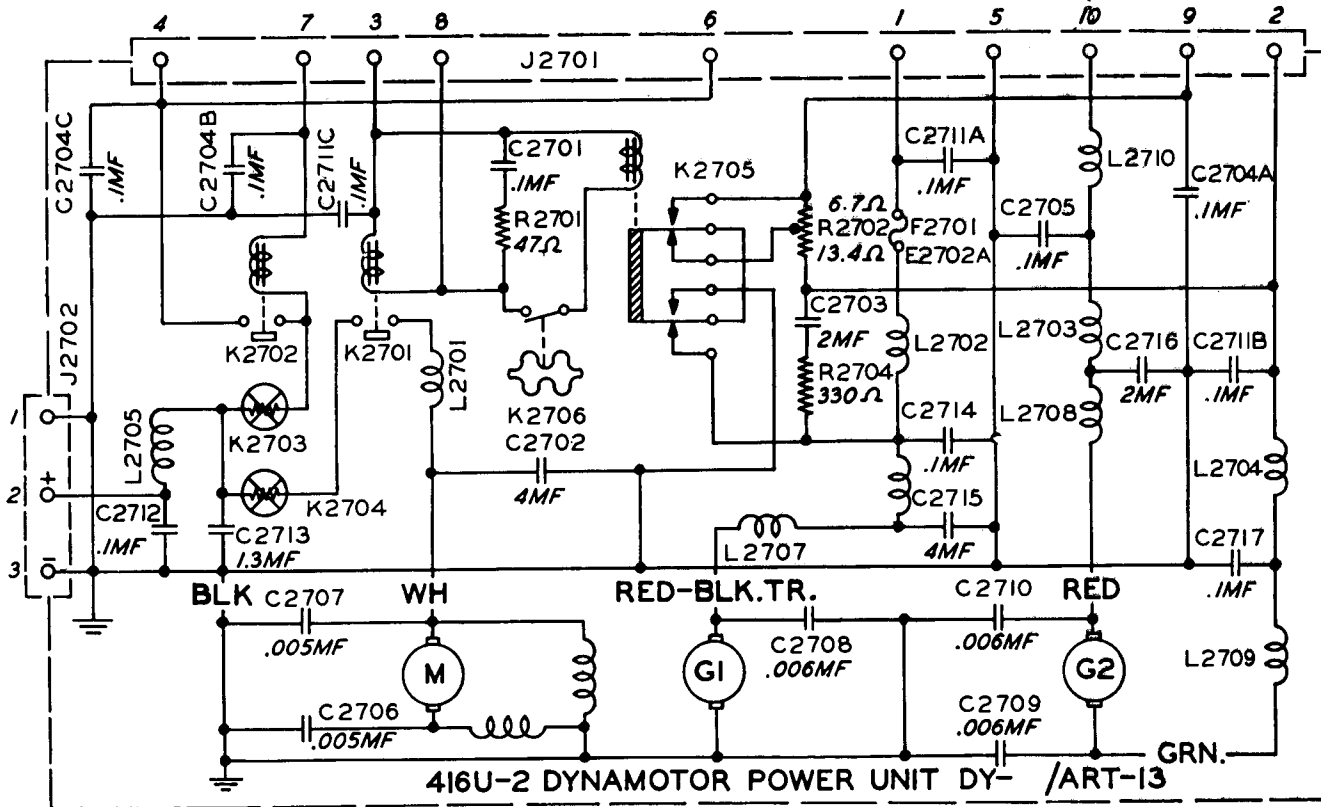 4 7 3 8 6 1 5 10 9 2
J2701
C2704C
.1MF
C2704B
.1MF
C2711C
.1MF
C2701
.1MF
R2701
47Ω
K2705
6.7Ω
R2702
13.4Ω
C2711A
.1MF
F2701
E2702A
L2710
C2705
.1MF
C2704A
.1MF
J2702
K2702
K2701
L2701
C2703
2MF
R2704
330Ω
L2702
L2703
C2716
2MF
C2711B
.1MF
K2706
1
L2705
K2703
C2702
4MF
C2714
.1MF
L2708
L2704
2 +
K2704
C2712
.1MF
C2713
1.3MF
L2707
C2715
4MF
C2717
.1MF
3 −
BLK WH RED-BLK.TR. RED
C2707
.005MF
C2708
.006MF
C2710
.006MF
M G1 G2
L2709
C2706
.005MF
C2709
.006MF
GRN.
416U-2 DYNAMOTOR POWER UNIT DY- /ART-13